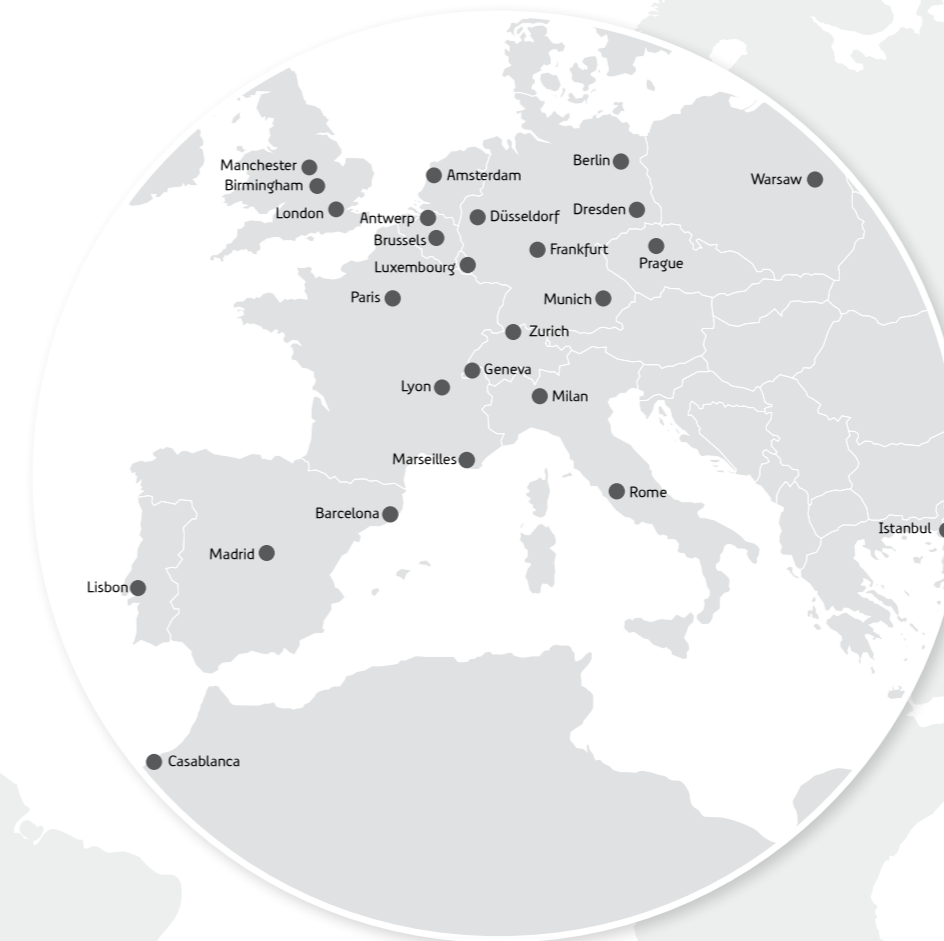 Manchester
Birmingham
London
Amsterdam
Antwerp
Brussels
Luxembourg
Düsseldorf
Berlin
Dresden
Frankfurt
Warsaw
Prague
Paris
Munich
Zurich
Geneva
Lyon
Milan
Marseilles
Barcelona
Rome
Madrid
Istanbul
Lisbon
Casablanca